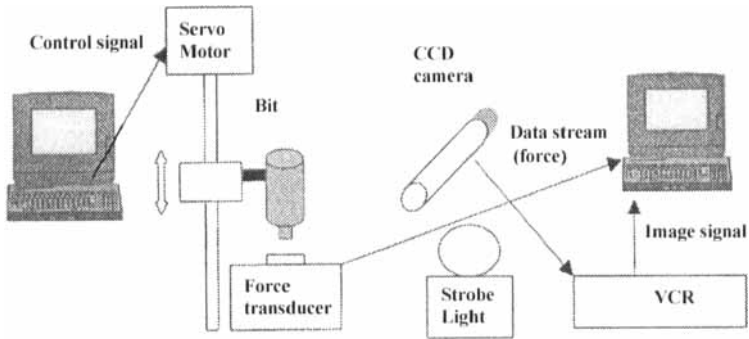 Servo
Motor
Control signal
CCD
camera
Bit
Data stream
(force)
Image signal
Force
transducer
Strobe
Light
VCR